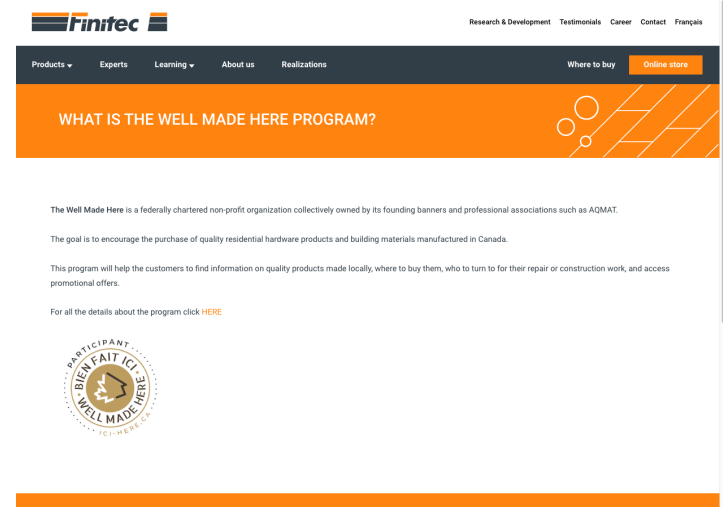 Finitec
Research & Development Testimonials Career Contact Français
Products Experts Learning About us Realizations Where to buy Online store
WHAT IS THE WELL MADE HERE PROGRAM?
The Well Made Here is a federally chartered non-profit organization collectively owned by its founding banners and professional associations such as AQMAT.
The goal is to encourage the purchase of quality residential hardware products and building materials manufactured in Canada.
This program will help the customers to find information on quality products made locally, where to buy them, who to turn to for their repair or construction work, and access
promotional offers.
For all the details about the program click HERE
PARTICIPANT
BIEN FAIT ICI
WELL MADE HERE
ICI-HERE.CA